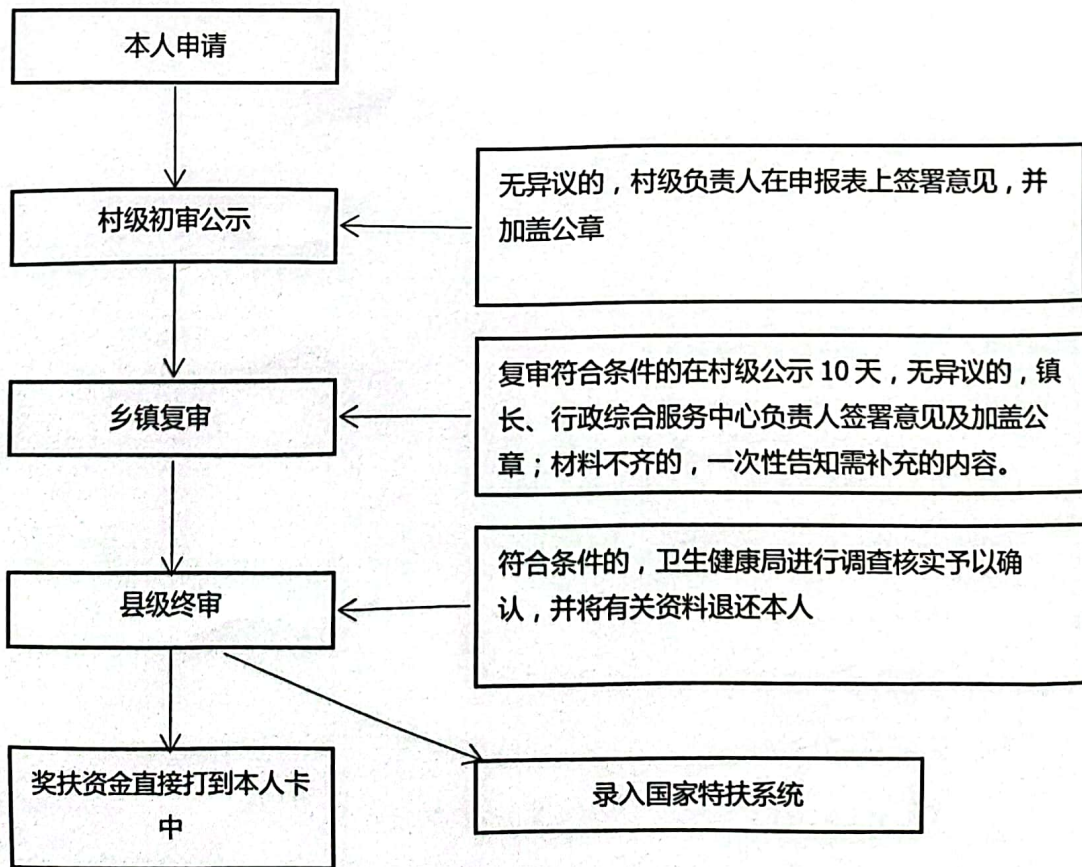 本人申请
无异议的，村级负责人在申报表上签署意见，并
加盖公章
村级初审公示
复审符合条件的在村级公示 10 天，无异议的，镇
长、行政综合服务中心负责人签署意见及加盖公
章；材料不齐的，一次性告知需补充的内容。
乡镇复审
符合条件的，卫生健康局进行调查核实予以确
认，并将有关资料退还本人
县级终审
奖扶资金直接打到本人卡
中
录入国家特扶系统